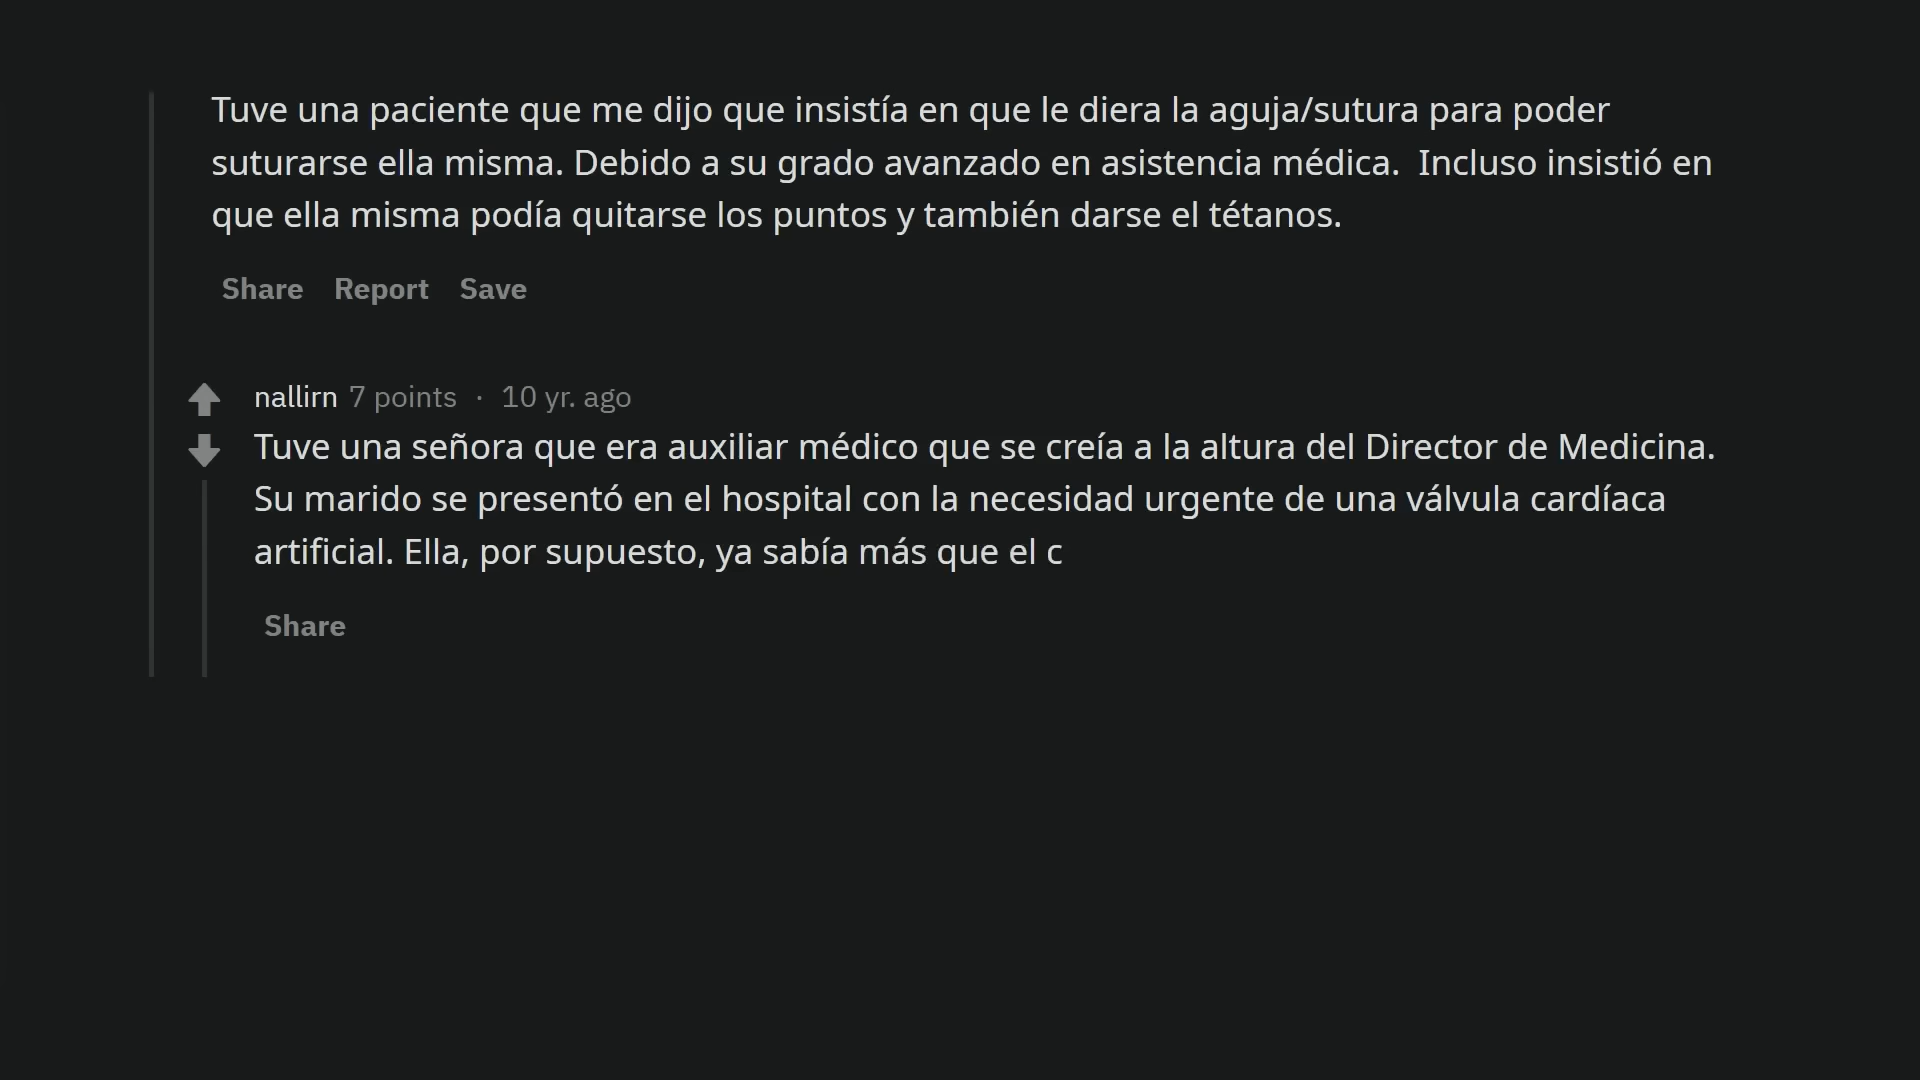 Tuve una paciente que me dijo que insistía en que le diera la aguja/sutura para poder
suturarse ella misma. Debido a su grado avanzado en asistencia médica.  Incluso insistió en
que ella misma podía quitarse los puntos y también darse el tétanos.
Share Report Save
nallirn 7 points · 10 yr. ago
Tuve una señora que era auxiliar médico que se creía a la altura del Director de Medicina.
Su marido se presentó en el hospital con la necesidad urgente de una válvula cardíaca
artificial. Ella, por supuesto, ya sabía más que el c
Share